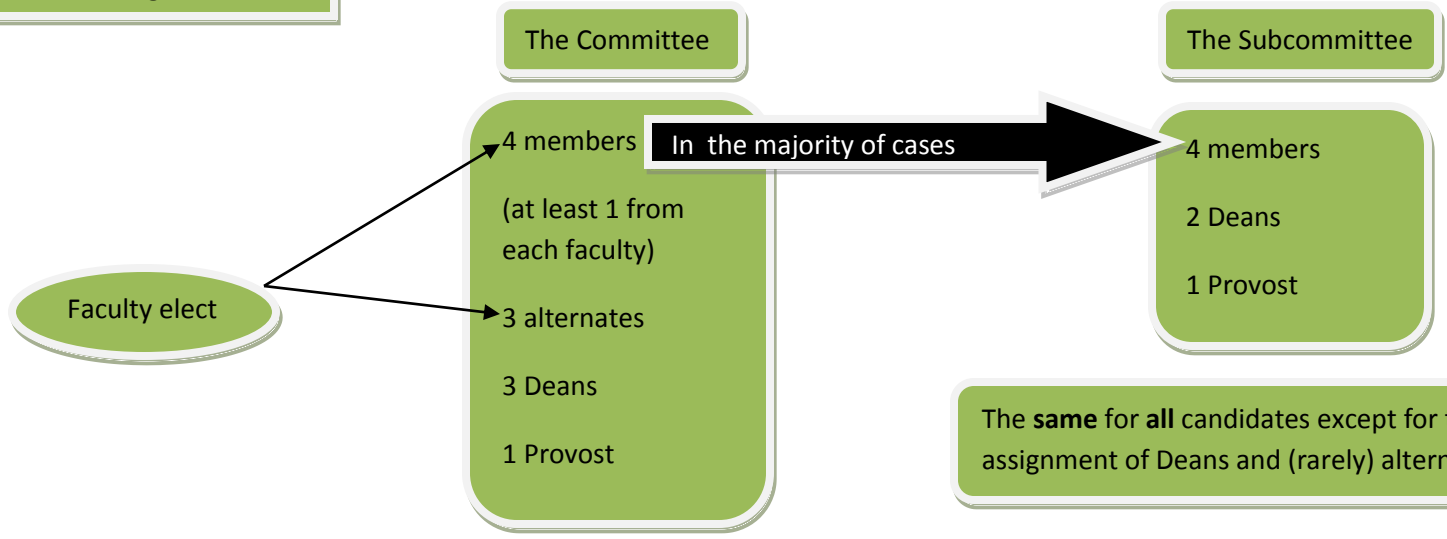 The Committee
The Subcommittee
4 members
(at least 1 from
each faculty)
3 alternates
3 Deans
1 Provost
In the majority of cases
4 members
2 Deans
1 Provost
Faculty elect
The same for all candidates except for
assignment of Deans and (rarely)